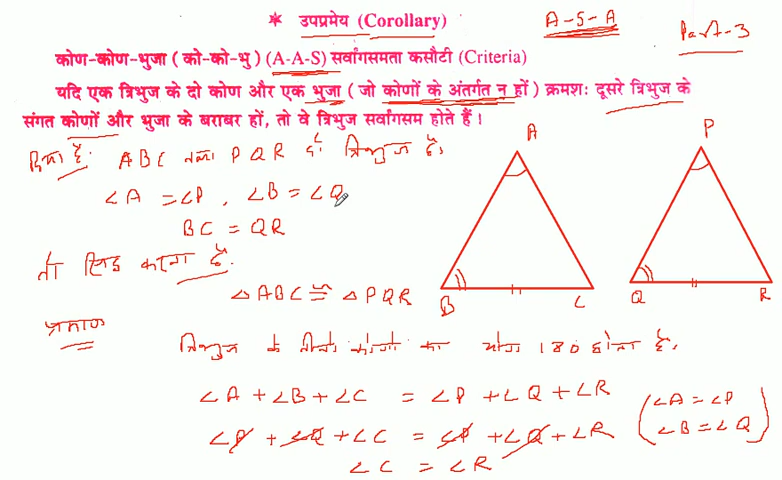 * उपप्रमेय (Corollary)
A-S-A
Part-3
कोण-कोण-भुजा ( को-को-भु ) (A-A-S) सर्वांगसमता कसौटी (Criteria)
यदि एक त्रिभुज के दो कोण और एक भुजा ( जो कोणों के अंतर्गत न हों ) क्रमशः दूसरे त्रिभुज के
संगत कोणों और भुजा के बराबर हों, तो वे त्रिभुज सर्वांगसम होते हैं ।
दिया है: ABC तथा PQR दो त्रिभुज हैं,
∠A = ∠P , ∠B = ∠Q
BC = QR
तो सिद्ध करना है.
△ABC ≅ △PQR
A
B
C
P
Q
R
प्रमाण
त्रिभुज के तीनों कोणों का योग 180 होता है.
∠A + ∠B + ∠C = ∠P + ∠Q + ∠R
∠P + ∠Q + ∠C = ∠P + ∠Q + ∠R
(∠A = ∠P
∠B = ∠Q)
∠C = ∠R